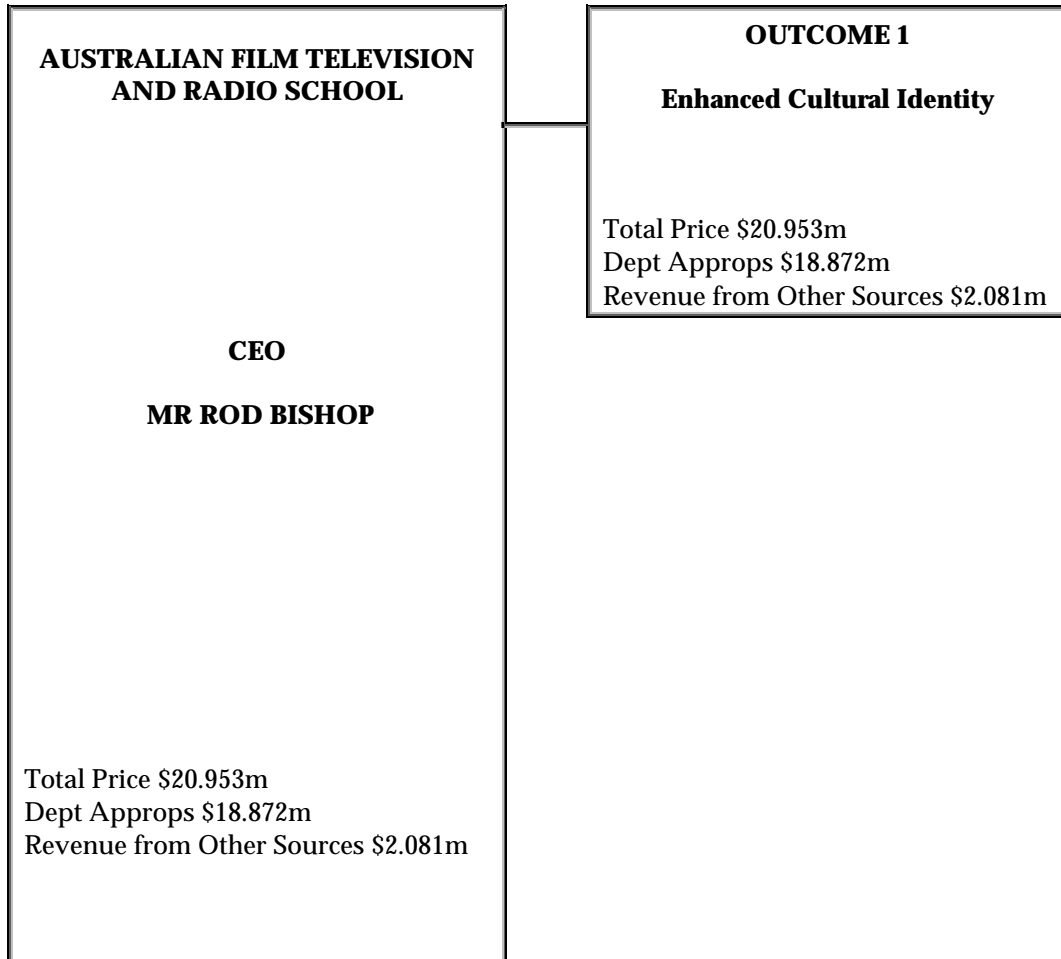 AUSTRALIAN FILM TELEVISION
AND RADIO SCHOOL
CEO
MR ROD BISHOP
Total Price $20.953m
Dept Approps $18.872m
Revenue from Other Sources $2.081m
OUTCOME 1
Enhanced Cultural Identity
Total Price $20.953m
Dept Approps $18.872m
Revenue from Other Sources $2.081m